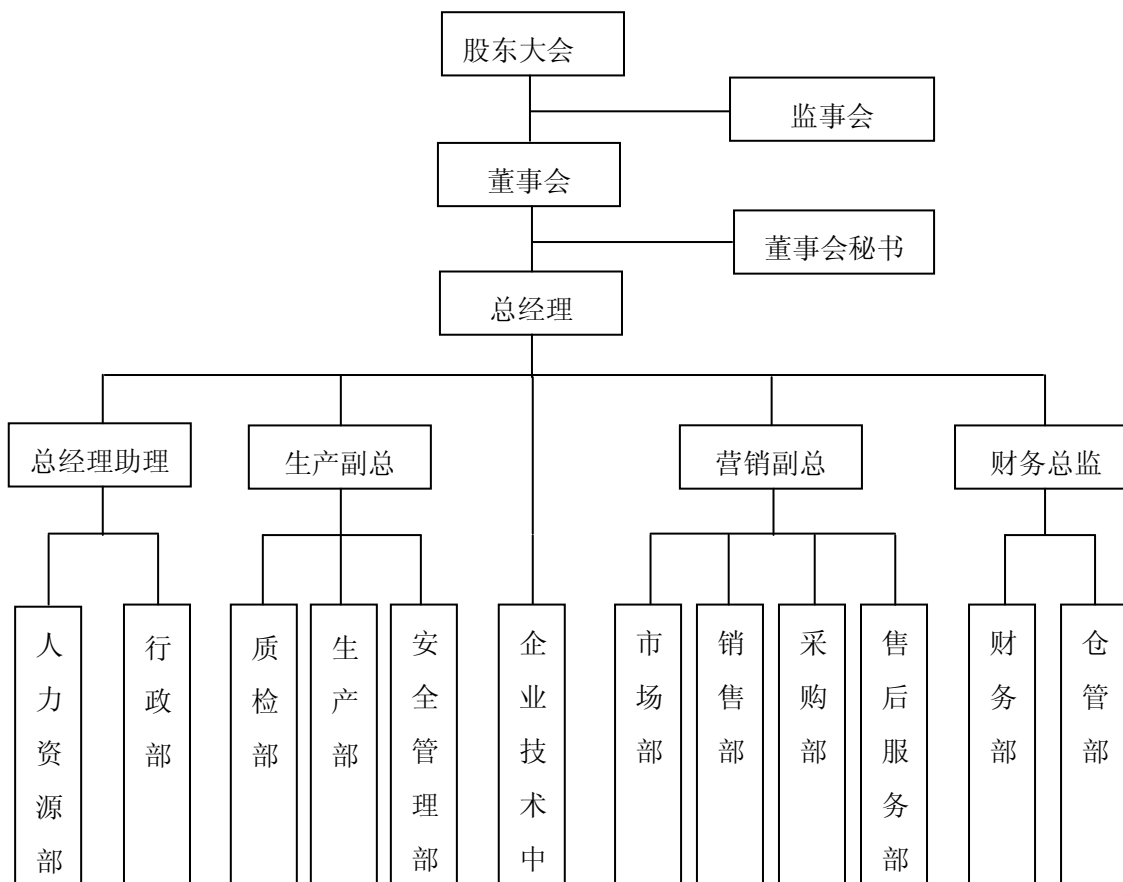 股东大会
监事会
董事会
董事会秘书
总经理
总经理助理
生产副总
营销副总
财务总监
人力资源部
行政部
质检部
生产部
安全管理部
企业技术中
市场部
销售部
采购部
售后服务部
财务部
仓管部